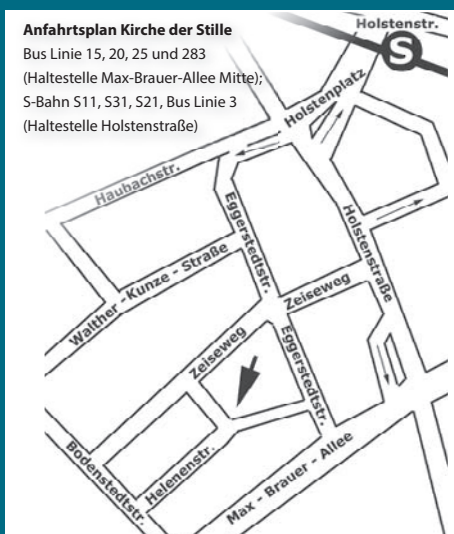 Anfahrtsplan Kirche der Stille
Bus Linie 15, 20, 25 und 283
(Haltestelle Max-Brauer-Allee Mitte);
S-Bahn S11, S31, S21, Bus Linie 3
(Haltestelle Holstenstraße)
Holstenstr.
S
Holstenplatz
Haubachstr.
Eggerstedtstr.
Holstenstraße
Walther - Kunze - Straße
Zeiseweg
Zeiseweg
Eggerstedtstr.
Helenenstr.
Bodenstedtstr.
Max - Brauer - Allee